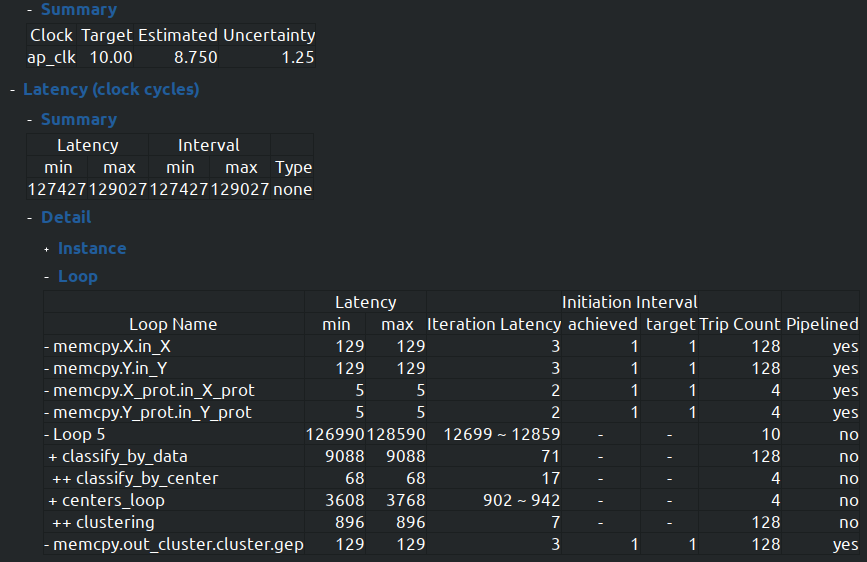 - Summary
Clock Target Estimated Uncertainty
ap_clk 10.00 8.750 1.25
- Latency (clock cycles)
- Summary
Latency Interval
min max min max Type
127427 129027 127427 129027 none
- Detail
+ Instance
- Loop
Latency Initiation Interval
Loop Name min max Iteration Latency achieved target Trip Count Pipelined
- memcpy.X.in_X 129 129 3 1 1 128 yes
- memcpy.Y.in_Y 129 129 3 1 1 128 yes
- memcpy.X_prot.in_X_prot 5 5 2 1 1 4 yes
- memcpy.Y_prot.in_Y_prot 5 5 2 1 1 4 yes
- Loop 5 126990 128590 12699 ~ 12859 - - 10 no
+ classify_by_data 9088 9088 71 - - 128 no
++ classify_by_center 68 68 17 - - 4 no
+ centers_loop 3608 3768 902 ~ 942 - - 4 no
++ clustering 896 896 7 - - 128 no
- memcpy.out_cluster.cluster.gep 129 129 3 1 1 128 yes